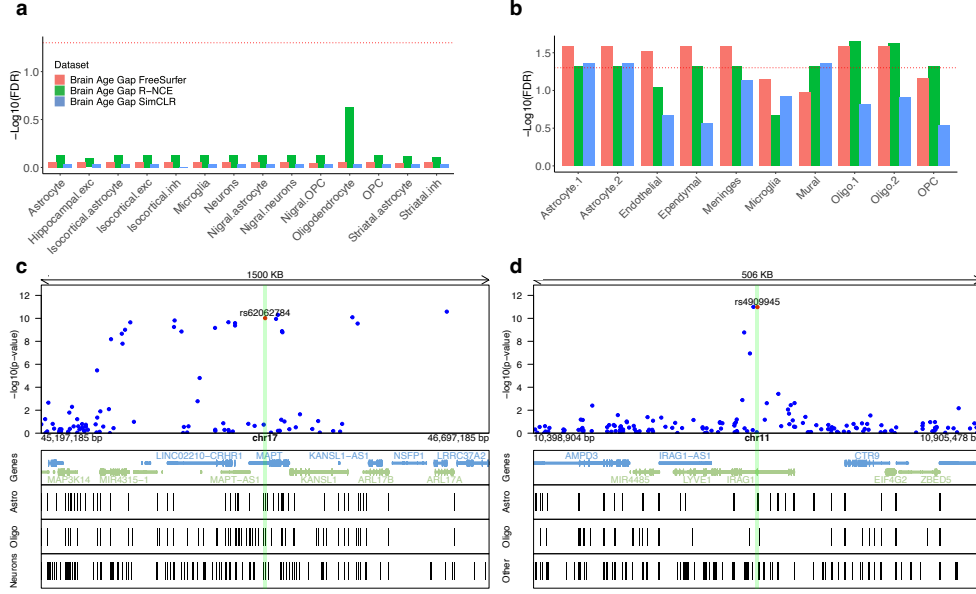 a
−Log10(FDR)
1.0
0.5
0.0
Dataset
Brain Age Gap FreeSurfer
Brain Age Gap R−NCE
Brain Age Gap SimCLR
Astrocyte
Hippocampal.exc
Isocortical.astrocyte
Isocortical.exc
Isocortical.inh
Microglia
Neurons
Nigral.astrocyte
Nigral.neurons
Nigral.OPC
Oligodendrocyte
OPC
Striatal.astrocyte
Striatal.inh
b
−Log10(FDR)
1.5
1.0
0.5
0.0
Astrocyte.1
Astrocyte.2
Endothelial
Ependymal
Meninges
Microglia
Mural
Oligo.1
Oligo.2
OPC
c
1500 KB
−log10(p−value)
12
10
8
6
4
2
0
rs62062784
45,197,185 bp
chr17
46,697,185 bp
Genes
LINC02210−CRHR1 MAPT KANSL1−AS1 NSFP1 LRRC37A2
MAP3K14 MIR4315−1 MAPT−AS1 KANSL1 ARL17B ARL17A
Astro
Oligo
Neurons
d
506 KB
−log10(p−value)
12
10
8
6
4
2
0
rs4909945
10,398,904 bp
chr11
10,905,478 b
Genes
AMPD3 IRAG1−AS1 CTR9
MIR4485 LYVE1 IRAG1 EIF4G2 ZBED5
Astro
Oligo
Other